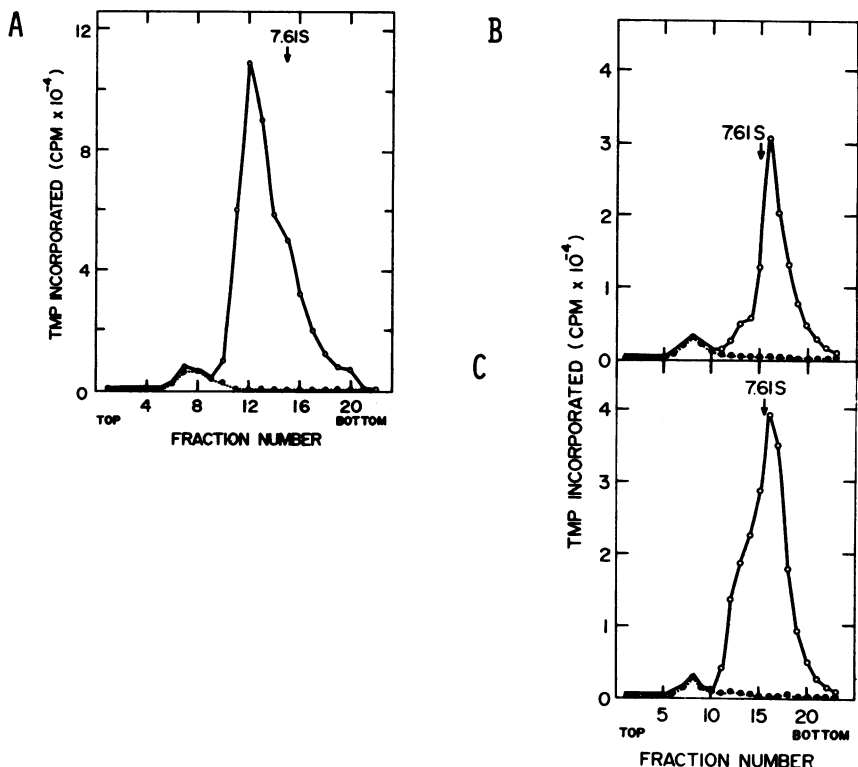 A
TMP INCORPORATED (CPM x 10⁻⁴)
12
8
4
0
7.61S
4 8 12 16 20
TOP BOTTOM
FRACTION NUMBER
B
C
TMP INCORPORATED (CPM x 10⁻⁴)
4
3
2
1
0
7.61S
4
3
2
1
0
7.61S
5 10 15 20
TOP BOTTOM
FRACTION NUMBER